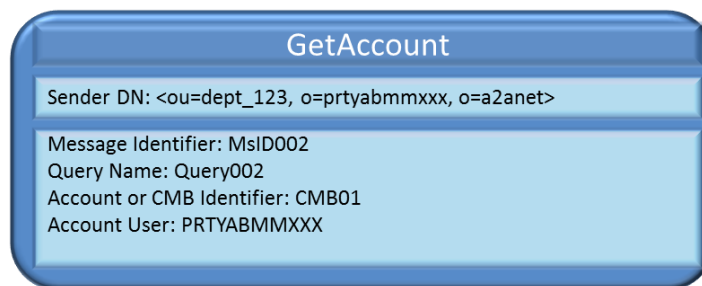 GetAccount
Sender DN: <ou=dept_123, o=prtyabmmxxx, o=a2anet>
Message Identifier: MsID002
Query Name: Query002
Account or CMB Identifier: CMB01
Account User: PRTYABMMXXX